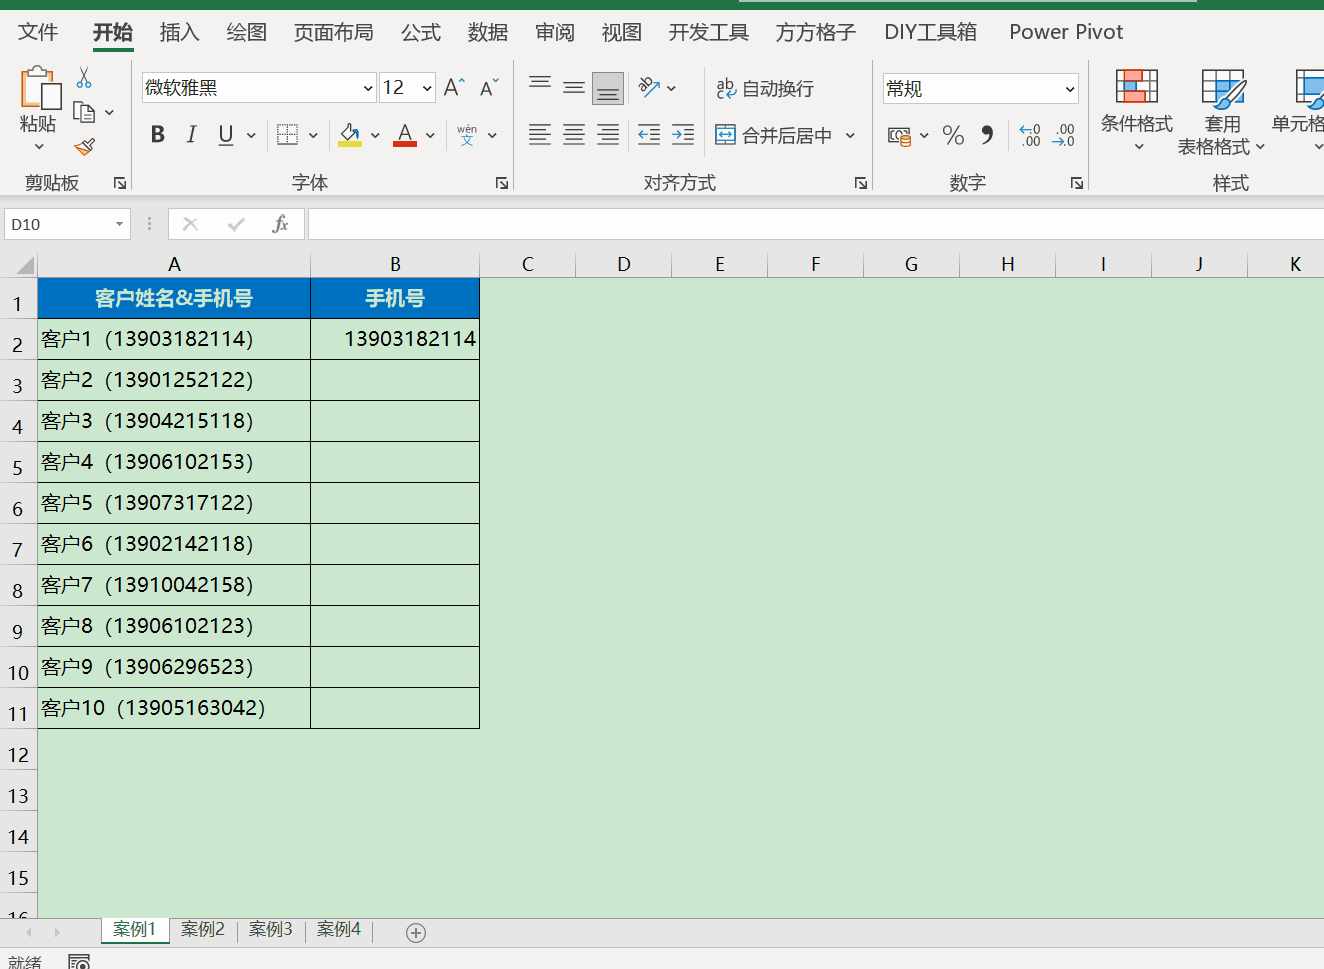 文件 开始 插入 绘图 页面布局 公式 数据 审阅 视图 开发工具 方方格子 DIY工具箱 Power Pivot
微软雅黑 12 A A ab 自动换行 常规
粘贴 B I U A wén 文 合并后居中 % .00 .0 .00 .0 条件格式 套用 表格格式 单元格
剪贴板 字体 对齐方式 数字 样式
D10 fx
A B C D E F G H I J K
1 客户姓名&手机号 手机号
2 客户1（13903182114） 13903182114
3 客户2（13901252122）
4 客户3（13904215118）
5 客户4（13906102153）
6 客户5（13907317122）
7 客户6（13902142118）
8 客户7（13910042158）
9 客户8（13906102123）
10 客户9（13906296523）
11 客户10（13905163042）
12
13
14
15
16
案例1 案例2 案例3 案例4
就绪